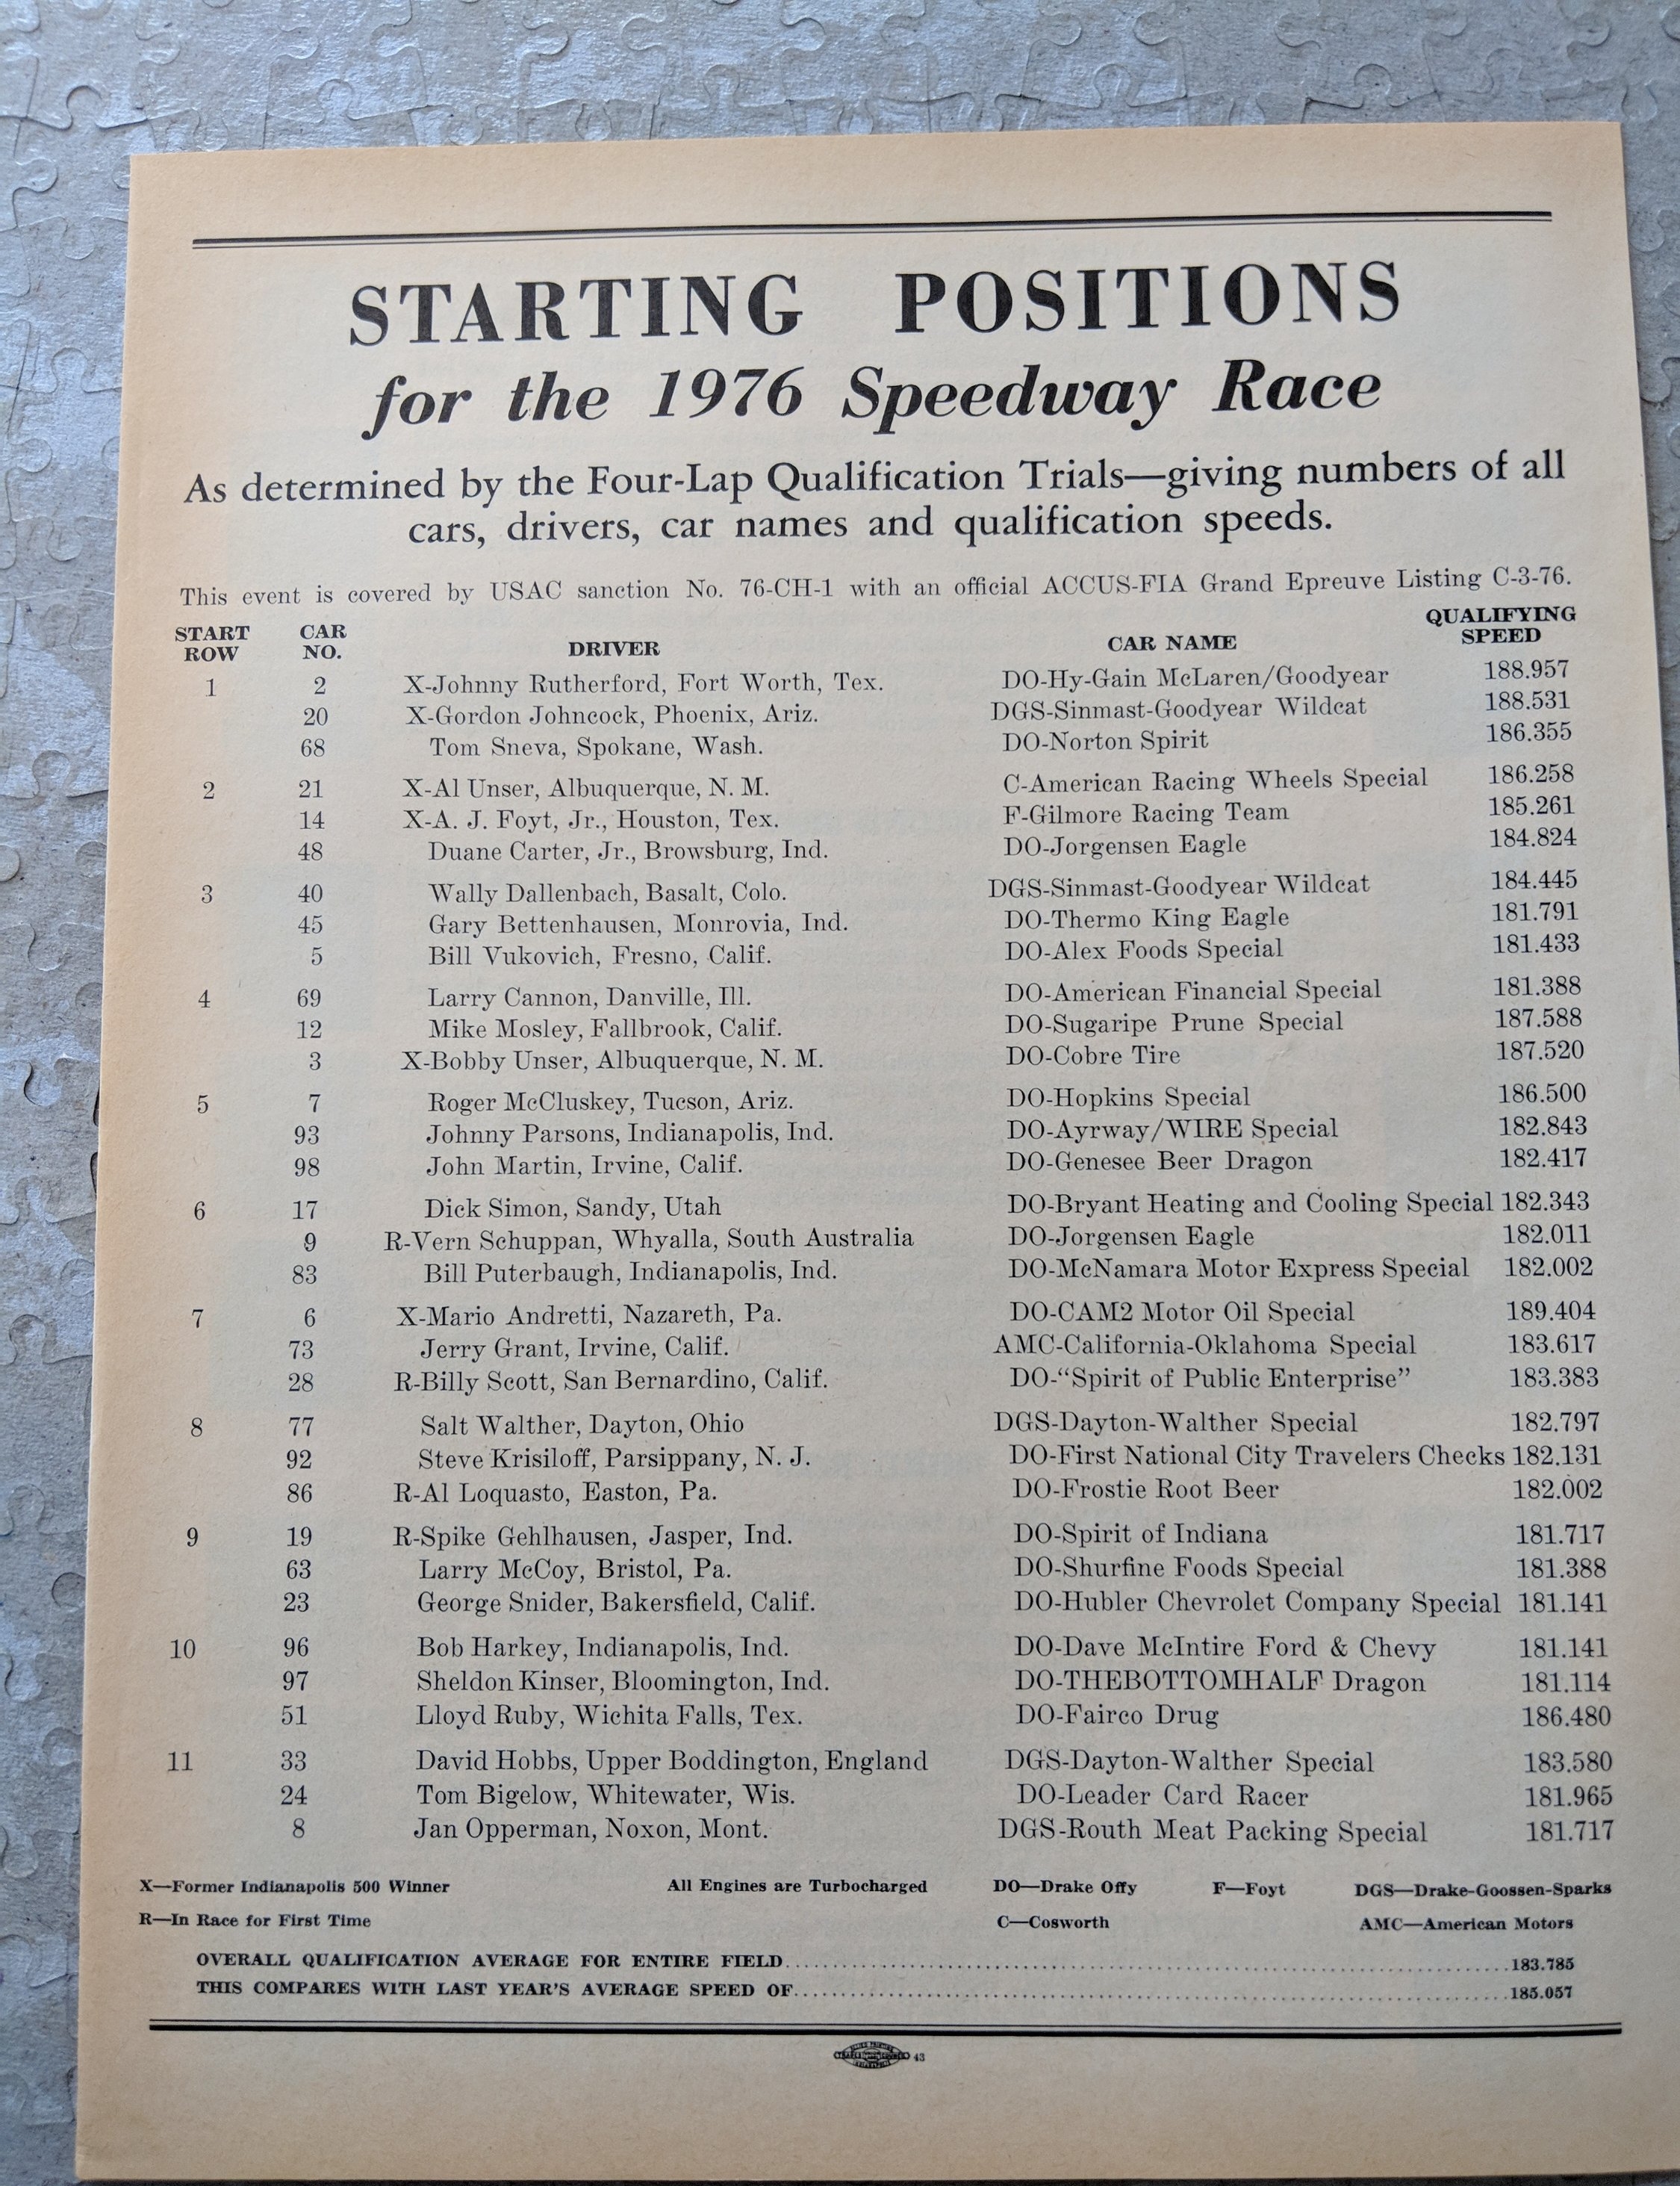 STARTING POSITIONS
for the 1976 Speedway Race
As determined by the Four-Lap Qualification Trials—giving numbers of all
cars, drivers, car names and qualification speeds.
This event is covered by USAC sanction No. 76-CH-1 with an official ACCUS-FIA Grand Epreuve Listing C-3-76.
START ROW CAR NO. DRIVER CAR NAME QUALIFYING SPEED
1 2 X-Johnny Rutherford, Fort Worth, Tex. DO-Hy-Gain McLaren/Goodyear 188.957
20 X-Gordon Johncock, Phoenix, Ariz. DGS-Sinmast-Goodyear Wildcat 188.531
68 Tom Sneva, Spokane, Wash. DO-Norton Spirit 186.355
2 21 X-Al Unser, Albuquerque, N. M. C-American Racing Wheels Special 186.258
14 X-A. J. Foyt, Jr., Houston, Tex. F-Gilmore Racing Team 185.261
48 Duane Carter, Jr., Browsburg, Ind. DO-Jorgensen Eagle 184.824
3 40 Wally Dallenbach, Basalt, Colo. DGS-Sinmast-Goodyear Wildcat 184.445
45 Gary Bettenhausen, Monrovia, Ind. DO-Thermo King Eagle 181.791
5 Bill Vukovich, Fresno, Calif. DO-Alex Foods Special 181.433
4 69 Larry Cannon, Danville, Ill. DO-American Financial Special 181.388
12 Mike Mosley, Fallbrook, Calif. DO-Sugaripe Prune Special 187.588
3 X-Bobby Unser, Albuquerque, N. M. DO-Cobre Tire 187.520
5 7 Roger McCluskey, Tucson, Ariz. DO-Hopkins Special 186.500
93 Johnny Parsons, Indianapolis, Ind. DO-Ayrway/WIRE Special 182.843
98 John Martin, Irvine, Calif. DO-Genesee Beer Dragon 182.417
6 17 Dick Simon, Sandy, Utah DO-Bryant Heating and Cooling Special 182.343
9 R-Vern Schuppan, Whyalla, South Australia DO-Jorgensen Eagle 182.011
83 Bill Puterbaugh, Indianapolis, Ind. DO-McNamara Motor Express Special 182.002
7 6 X-Mario Andretti, Nazareth, Pa. DO-CAM2 Motor Oil Special 189.404
73 Jerry Grant, Irvine, Calif. AMC-California-Oklahoma Special 183.617
28 R-Billy Scott, San Bernardino, Calif. DO-“Spirit of Public Enterprise” 183.383
8 77 Salt Walther, Dayton, Ohio DGS-Dayton-Walther Special 182.797
92 Steve Krisiloff, Parsippany, N. J. DO-First National City Travelers Checks 182.131
86 R-Al Loquasto, Easton, Pa. DO-Frostie Root Beer 182.002
9 19 R-Spike Gehlhausen, Jasper, Ind. DO-Spirit of Indiana 181.717
63 Larry McCoy, Bristol, Pa. DO-Shurfine Foods Special 181.388
23 George Snider, Bakersfield, Calif. DO-Hubler Chevrolet Company Special 181.141
10 96 Bob Harkey, Indianapolis, Ind. DO-Dave McIntire Ford & Chevy 181.141
97 Sheldon Kinser, Bloomington, Ind. DO-THEBOTTOMHALF Dragon 181.114
51 Lloyd Ruby, Wichita Falls, Tex. DO-Fairco Drug 186.480
11 33 David Hobbs, Upper Boddington, England DGS-Dayton-Walther Special 183.580
24 Tom Bigelow, Whitewater, Wis. DO-Leader Card Racer 181.965
8 Jan Opperman, Noxon, Mont. DGS-Routh Meat Packing Special 181.717
X—Former Indianapolis 500 Winner All Engines are Turbocharged DO—Drake Offy F—Foyt DGS—Drake-Goossen-Sparks
R—In Race for First Time C—Cosworth AMC—American Motors
OVERALL QUALIFICATION AVERAGE FOR ENTIRE FIELD 183.785
THIS COMPARES WITH LAST YEAR'S AVERAGE SPEED OF 185.057
43